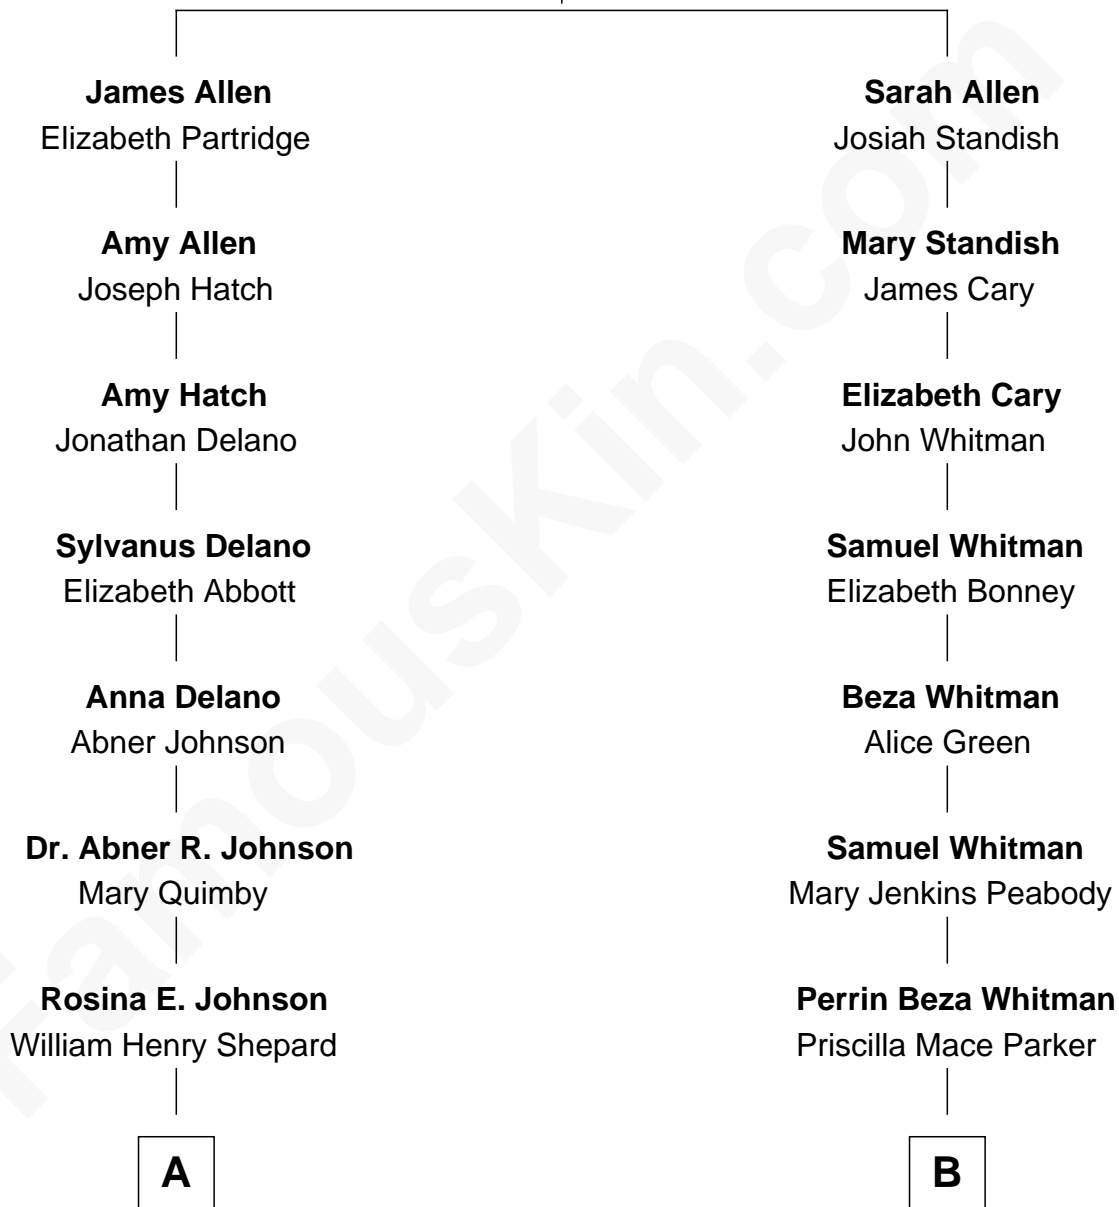 James Allen
Elizabeth Partridge
Amy Allen
Joseph Hatch
Amy Hatch
Jonathan Delano
Sylvanus Delano
Elizabeth Abbott
Anna Delano
Abner Johnson
Dr. Abner R. Johnson
Mary Quimby
Rosina E. Johnson
William Henry Shepard
A
Sarah Allen
Josiah Standish
Mary Standish
James Cary
Elizabeth Cary
John Whitman
Samuel Whitman
Elizabeth Bonney
Beza Whitman
Alice Green
Samuel Whitman
Mary Jenkins Peabody
Perrin Beza Whitman
Priscilla Mace Parker
B
FamousKin.com